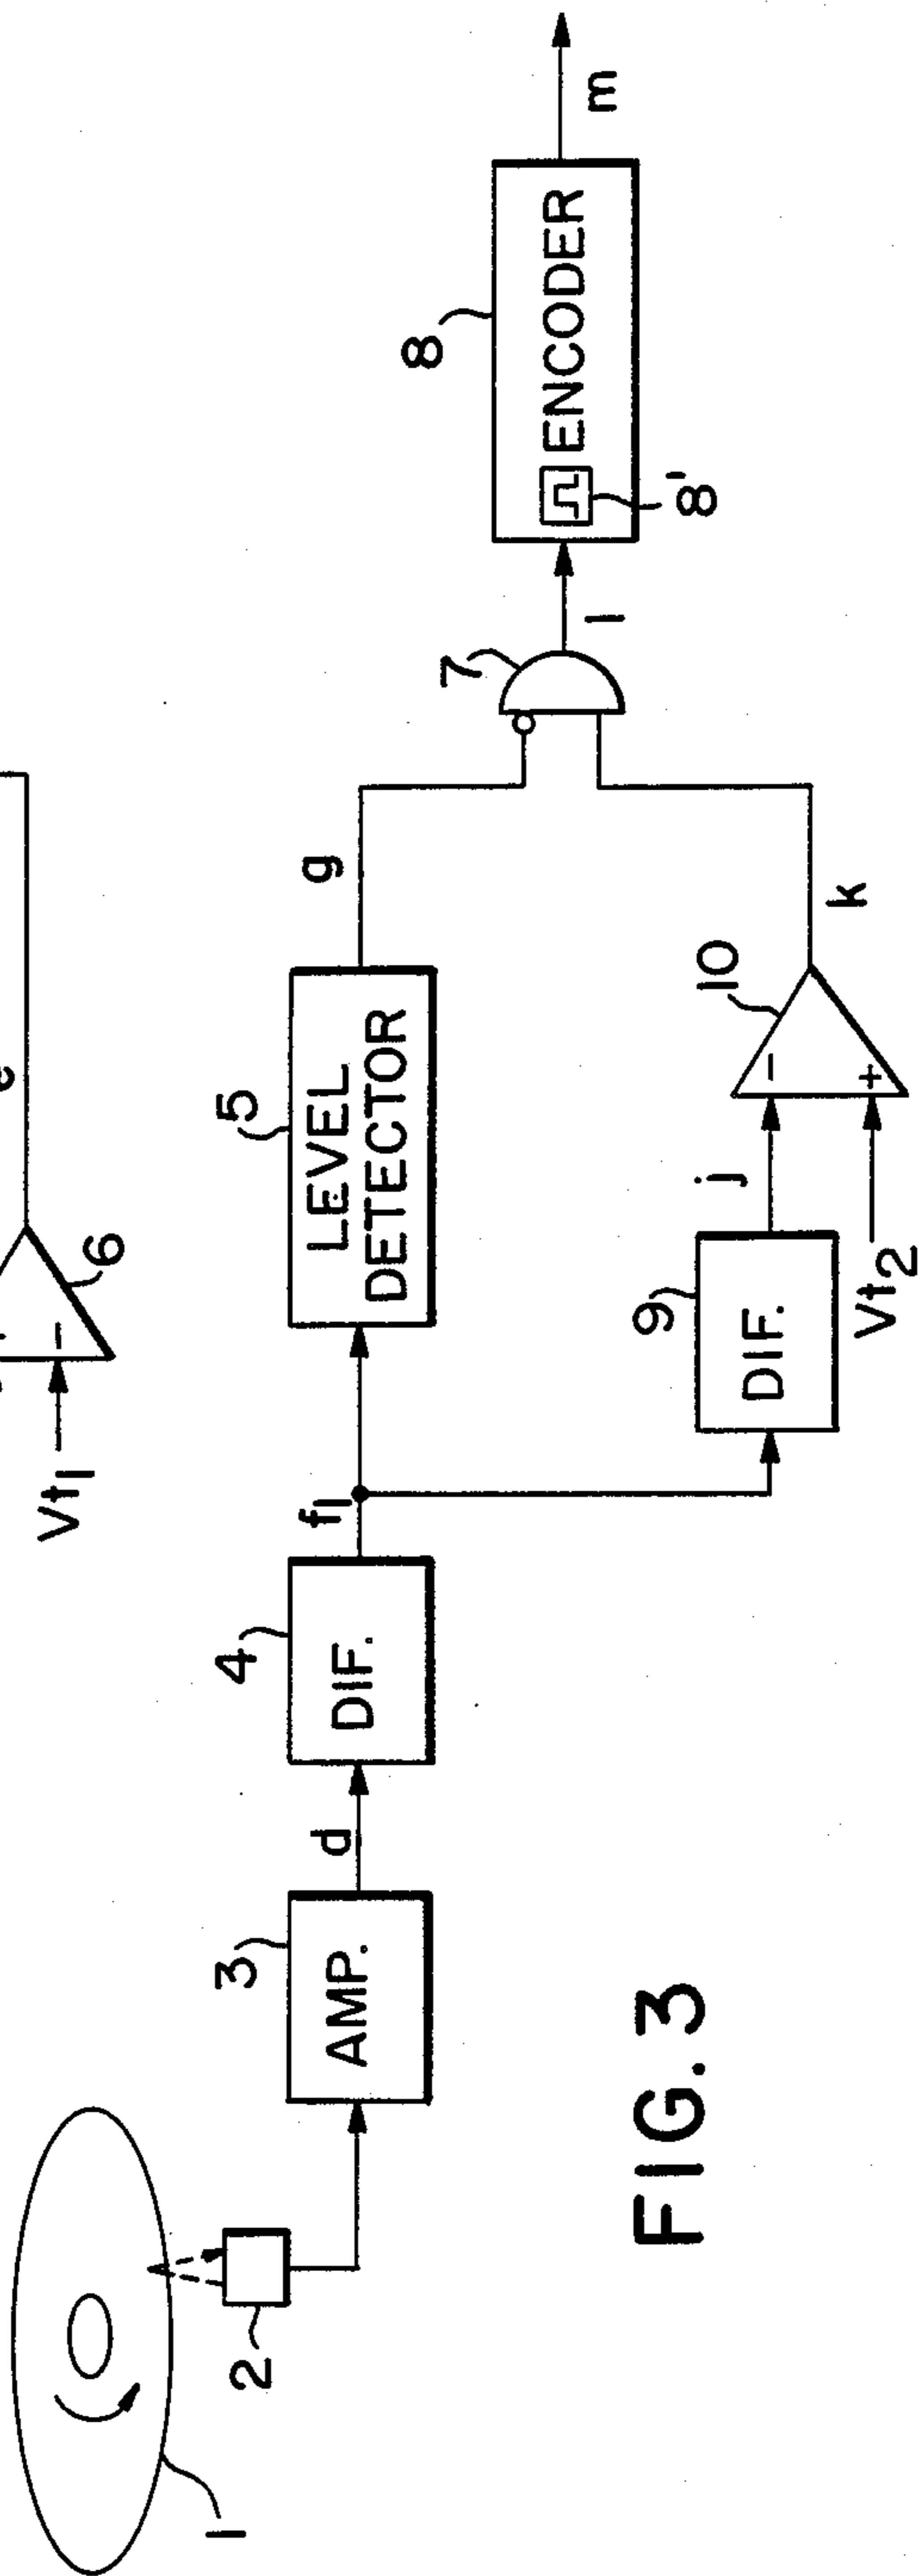 e
6
Vt1
1
2
3
AMP.
d
4
DIF.
f1
5
LEVEL
DETECTOR
g
9
DIF.
j
Vt2
10
−
+
k
7
l
8
ENCODER
8'
m
FIG. 3